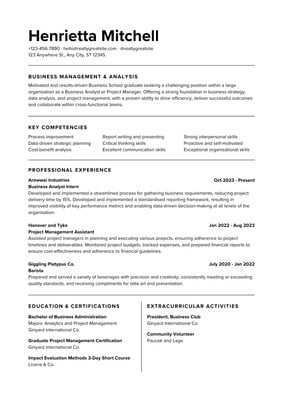 Henrietta Mitchell
+123-456-7890 · hello@reallygreatsite · @reallygreatsite
123 Anywhere St., Any City, ST 12345
BUSINESS MANAGEMENT & ANALYSIS
Motivated and results-driven Business School graduate seeking a challenging position within a large
organisation as a Business Analyst or Project Manager. Offering a strong foundation in business strategy,
data analysis, and project management, with a proven ability to drive efficiency, deliver successful outcomes
and collaborate within cross-functional teams.
KEY COMPETENCIES
Process improvement Report writing and presenting Strong interpersonal skills
Data-driven strategic planning Critical thinking skills Proactive and self-motivated
Cost-benefit analysis Excellent communication skills Exceptional organisational skills
PROFESSIONAL EXPERIENCE
Arowwai Industries Oct 2023 - Present
Business Analyst Intern
Developed and implemented a streamlined process for gathering business requirements, reducing project
delivery time by 15%. Developed and implemented a standardised reporting framework, resulting in
improved visibility of key performance metrics and enabling data-driven decision-making at all levels of the
organisation.
Hanover and Tyke Jan 2022 - Aug 2023
Project Management Assistant
Assisted project managers in planning and executing various projects, ensuring adherence to project
timelines and deliverables. Monitored project budgets, tracked expenses, and prepared financial reports to
ensure cost-effectiveness and adherence to financial guidelines.
Giggling Platypus Co. July 2020 - Jan 2022
Barista
Prepared and served a variety of beverages with precision and creativity, consistently meeting or exceeding
quality standards, and receiving compliments for latte art and presentation.
EDUCATION & CERTIFICATIONS
Bachelor of Business Administration
Majors: Analytics and Project Management
Ginyard International Co.
Graduate Project Management Certification
Ginyard International Co.
Impact Evaluation Methods 3-Day Short Course
Liceria & Co.
EXTRACURRICULAR ACTIVITIES
President, Business Club
Ginyard International Co.
Community Volunteer
Paucek and Lage